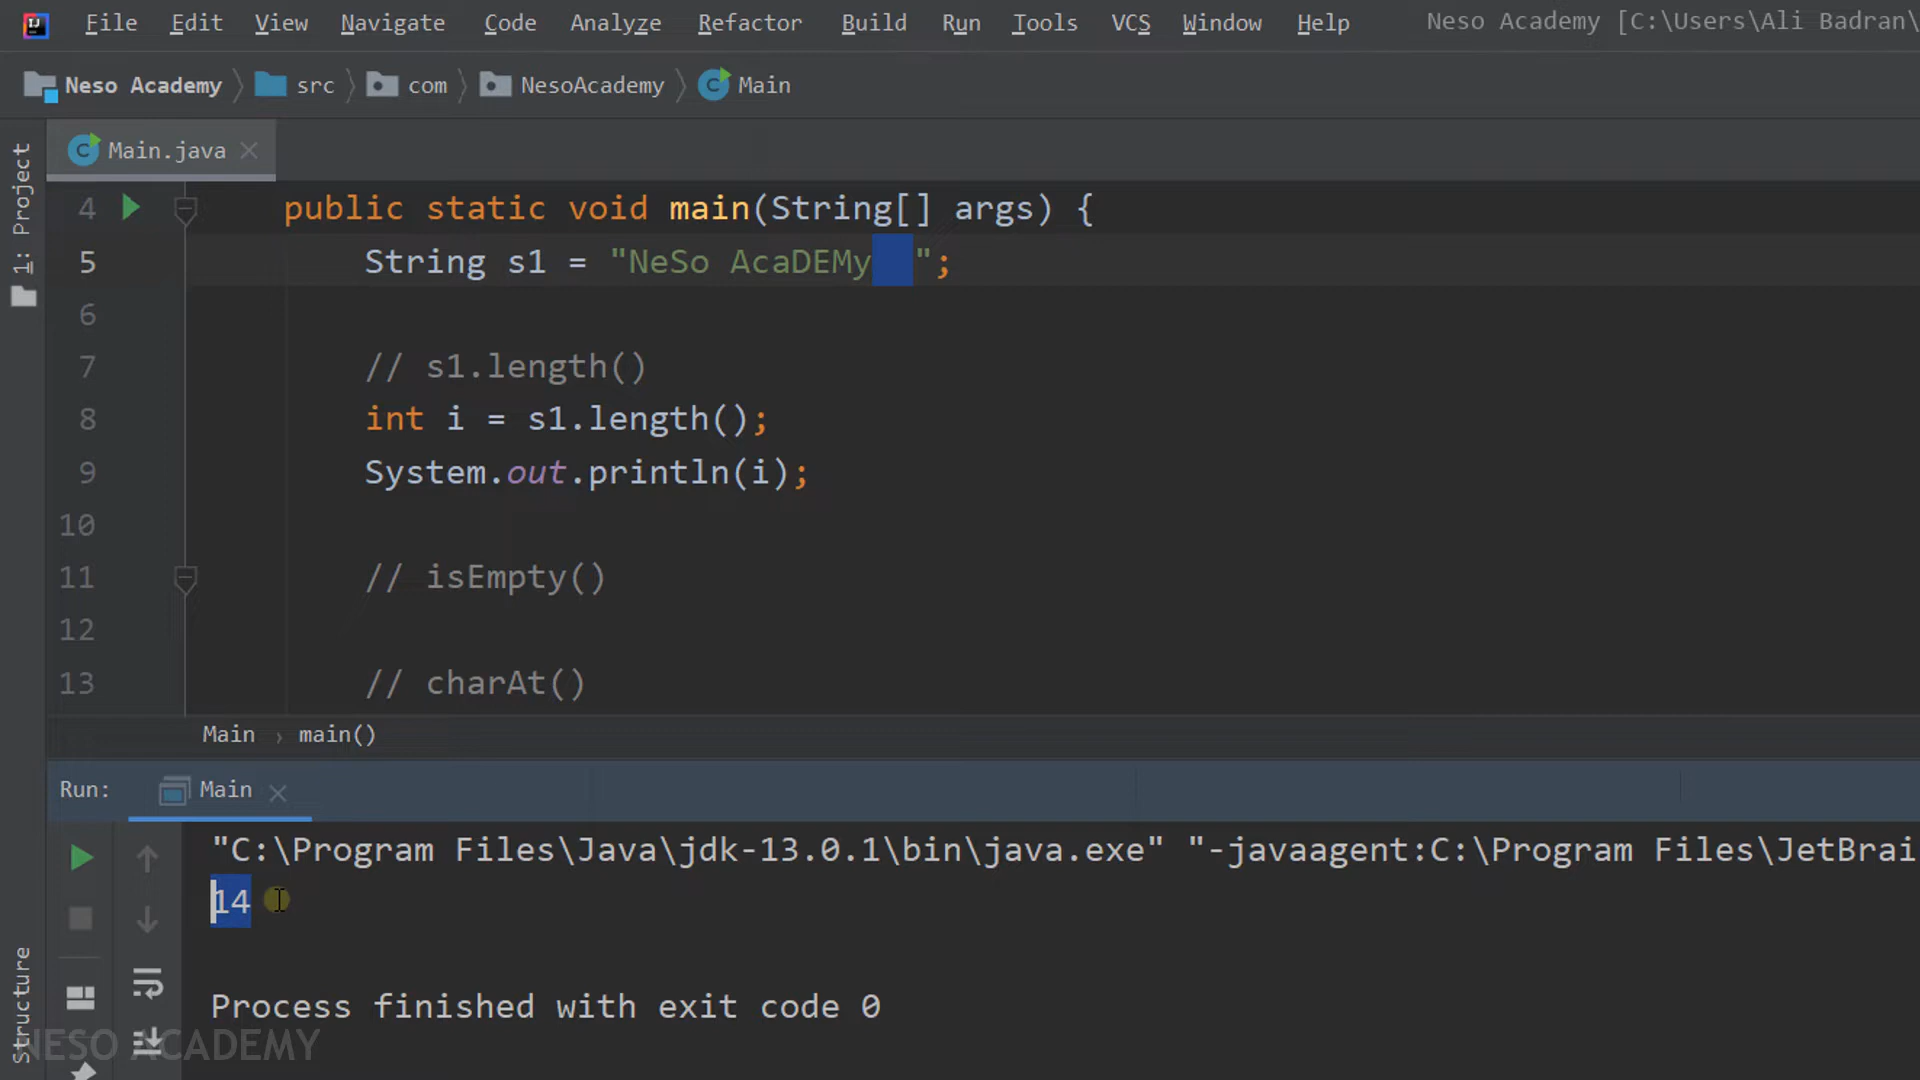 File Edit View Navigate Code Analyze Refactor Build Run Tools VCS Window Help Neso Academy [C:\Users\Ali Badran\
Neso Academy src com NesoAcademy Main
Main.java
1: Project
4 public static void main(String[] args) {
5 String s1 = "NeSo AcaDEMy  ";
6
7 // s1.length()
8 int i = s1.length();
9 System.out.println(i);
10
11 // isEmpty()
12
13 // charAt()
Main › main()
Run: Main
"C:\Program Files\Java\jdk-13.0.1\bin\java.exe" "-javaagent:C:\Program Files\JetBrai
14
Process finished with exit code 0
Structure
NESO ACADEMY